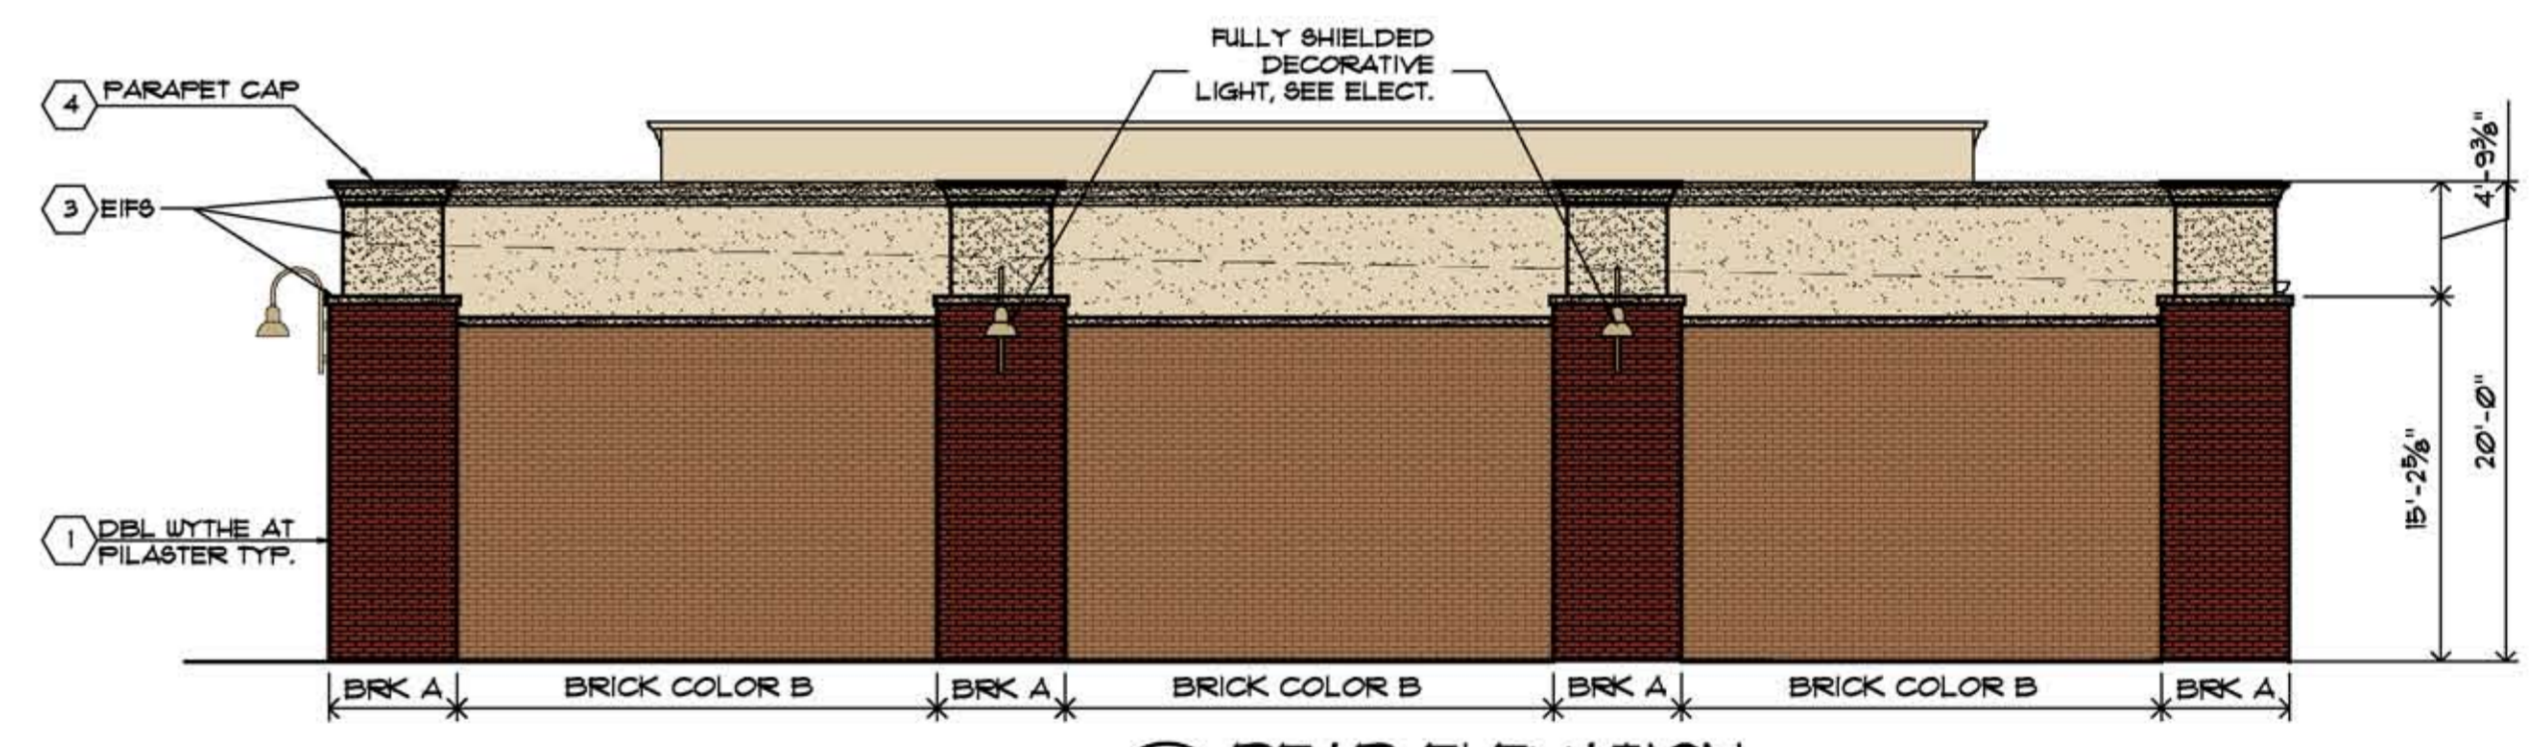 FULLY SHIELDED
DECORATIVE
LIGHT, SEE ELECT.
4 PARAPET CAP
3 EIFS
1 DBL WYTHE AT
PILASTER TYP.
4'-9⅜"
15'-2⅝"
20'-0"
BRK A BRICK COLOR B BRK A BRICK COLOR B BRK A BRICK COLOR B BRK A